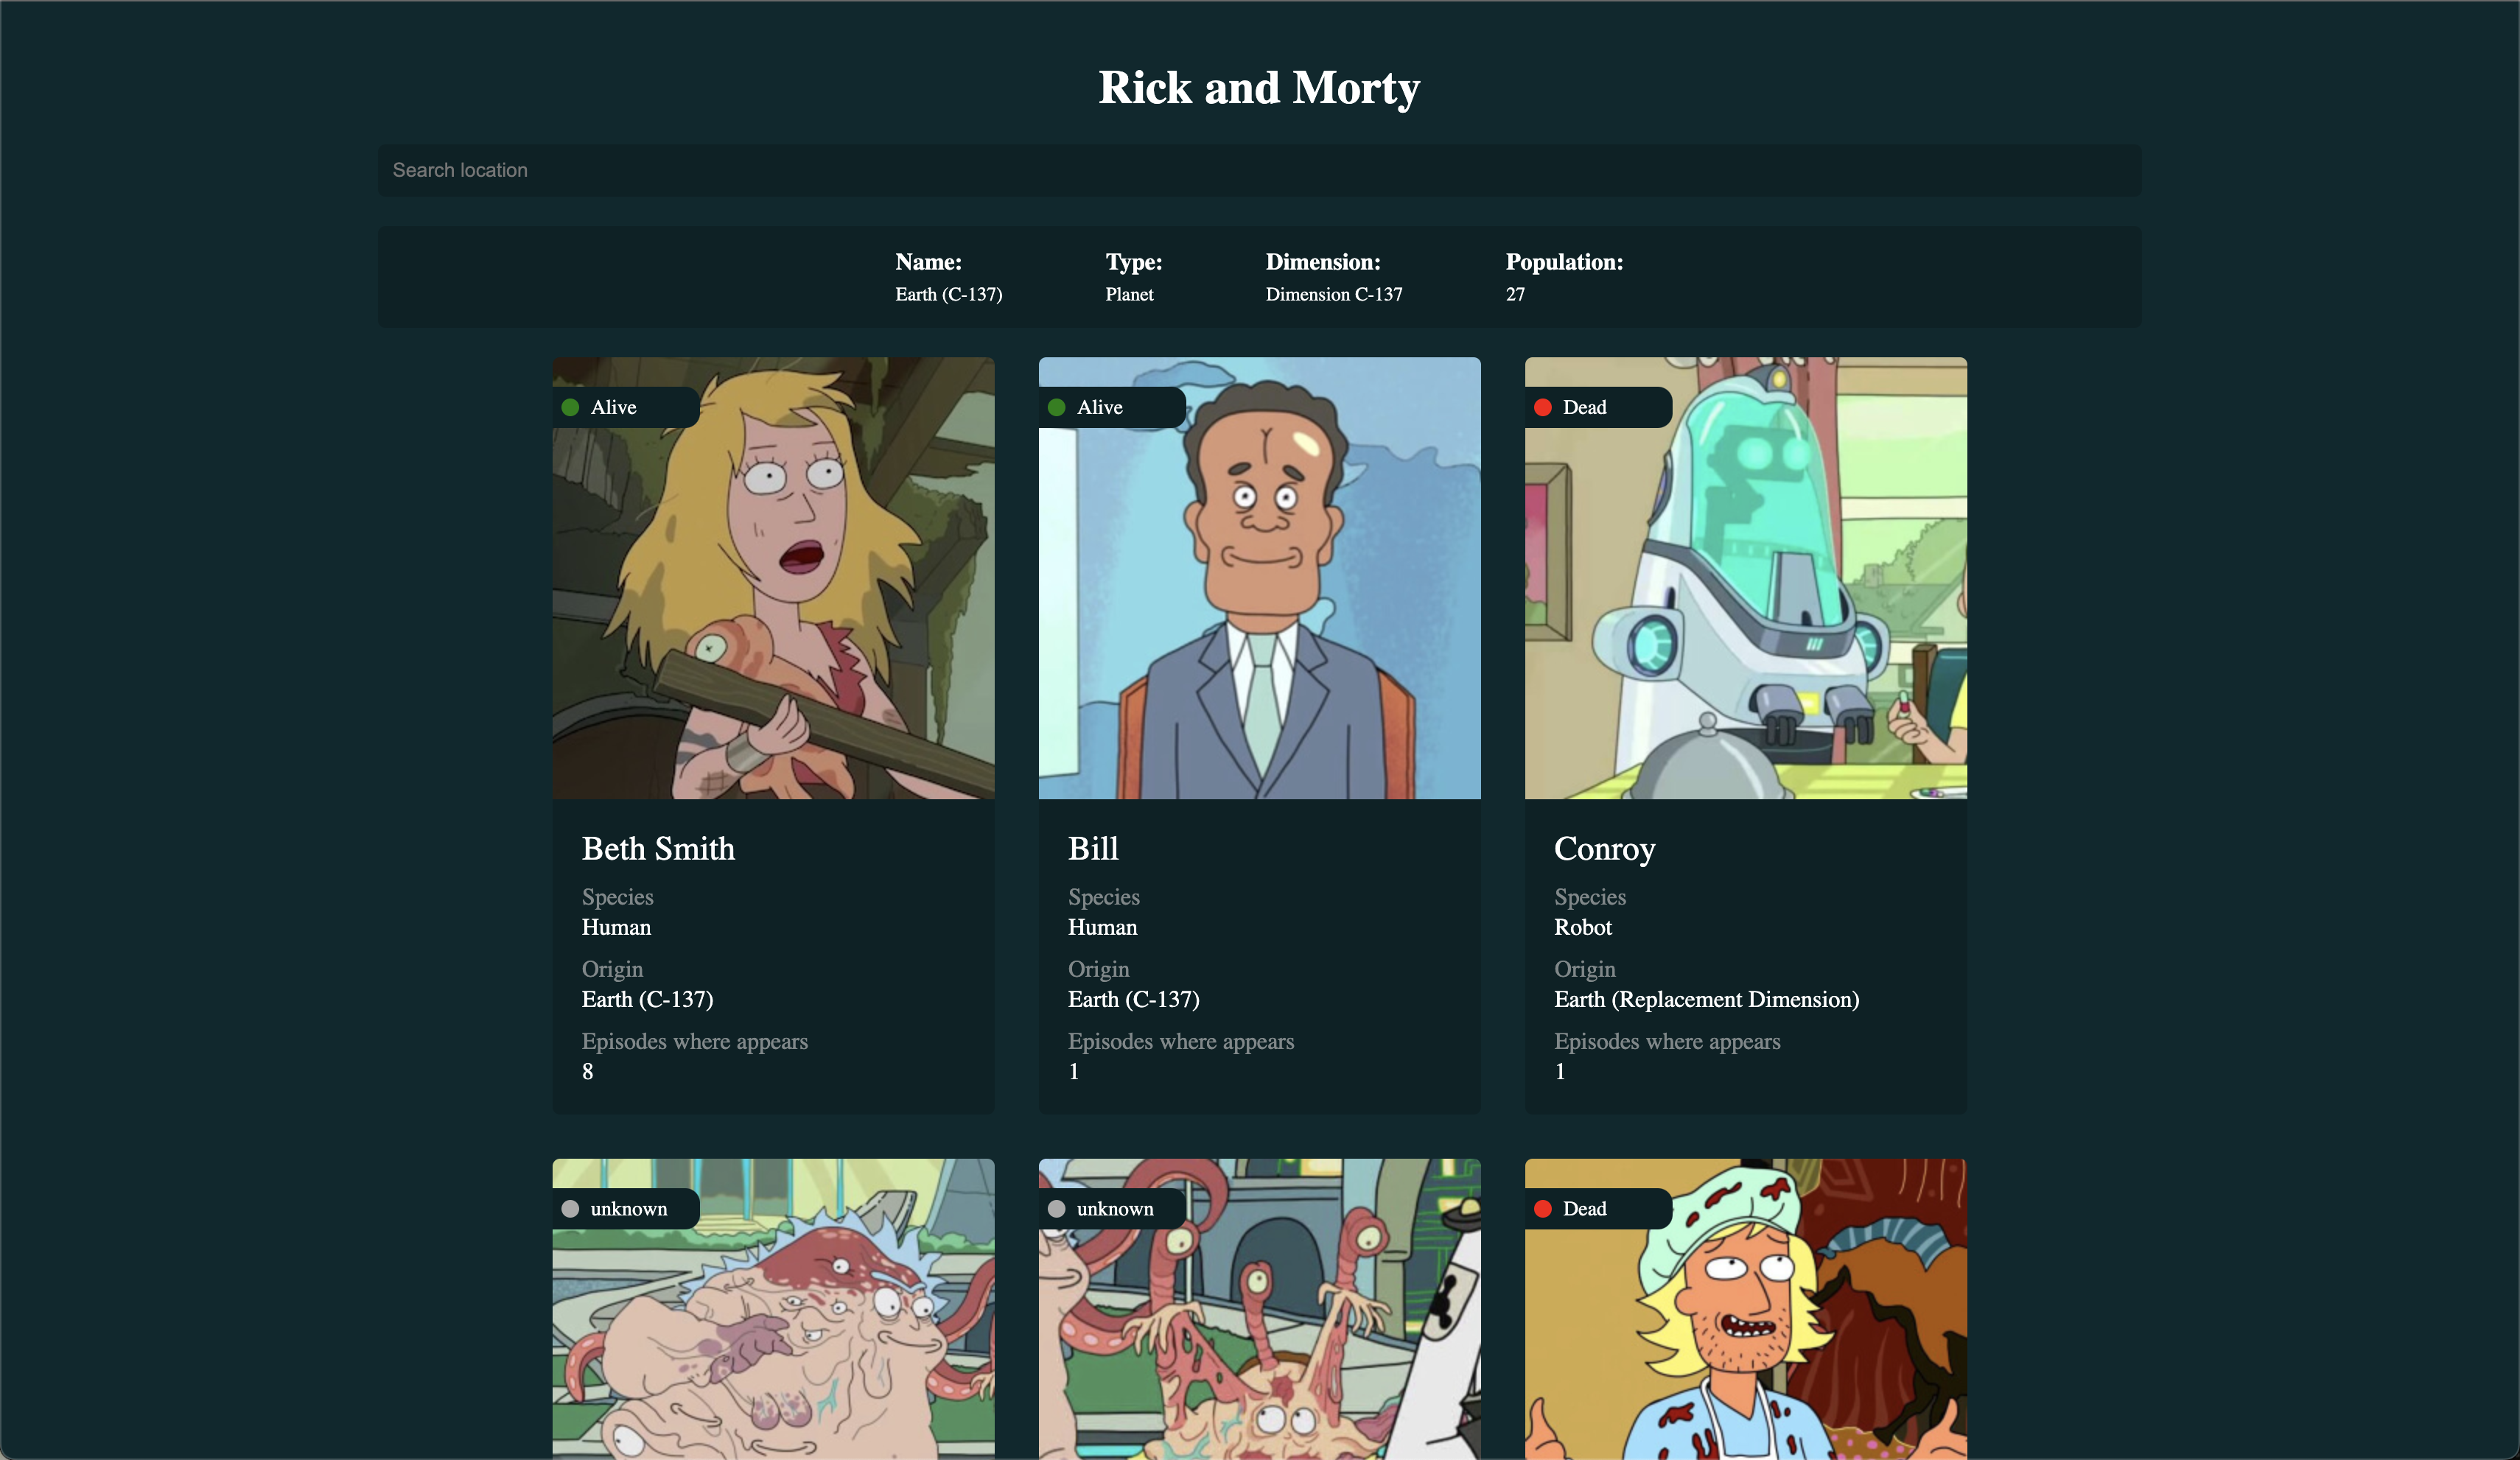 Rick and Morty
Search location
Name: Type: Dimension: Population:
Earth (C-137) Planet Dimension C-137 27
Alive
Alive
Dead
Beth Smith
Species
Human
Origin
Earth (C-137)
Episodes where appears
8
Bill
Species
Human
Origin
Earth (C-137)
Episodes where appears
1
Conroy
Species
Robot
Origin
Earth (Replacement Dimension)
Episodes where appears
1
unknown
unknown
Dead